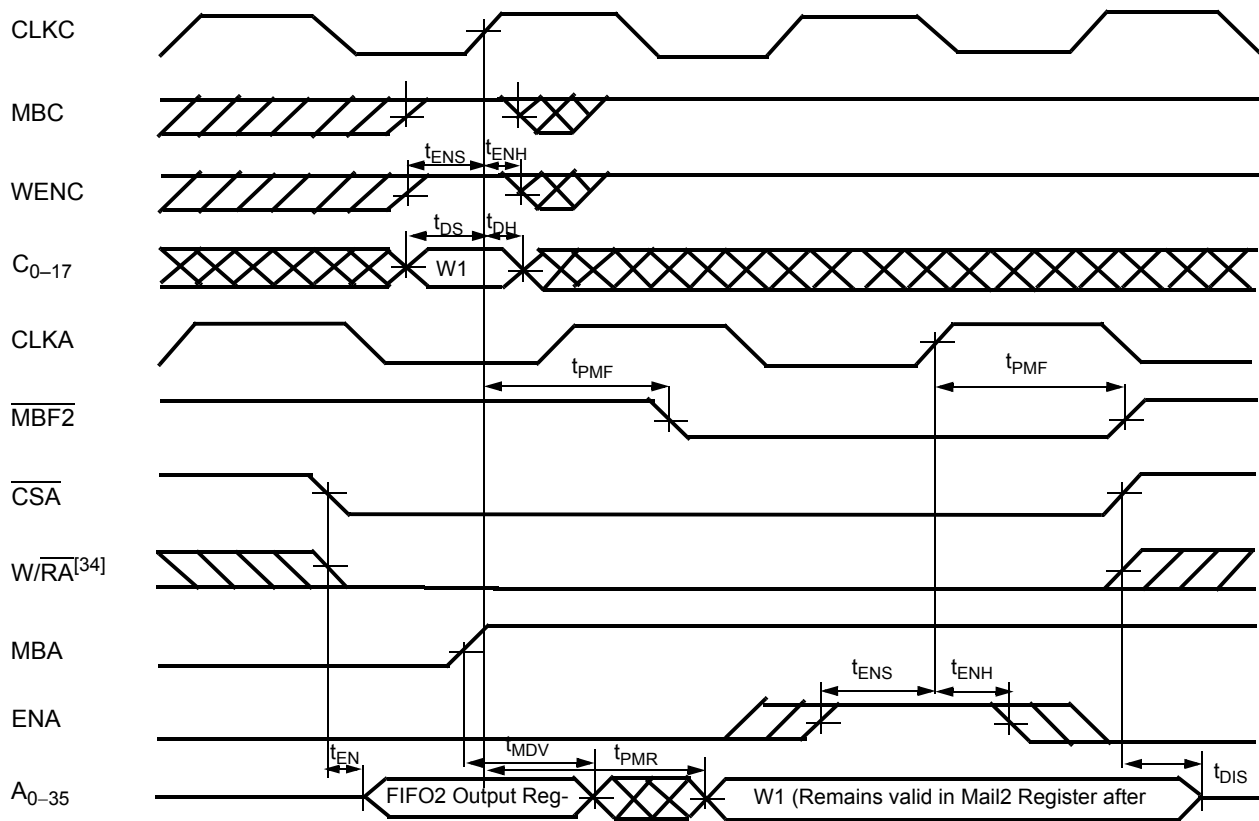 CLKC
MBC
tENS tENH
WENC
tDS tDH
C0–17 W1
CLKA
tPMF tPMF
MBF2
CSA
W/RA[34]
MBA
tENS tENH
ENA
tEN tMDV tPMR tDIS
A0–35 FIFO2 Output Reg- W1 (Remains valid in Mail2 Register after